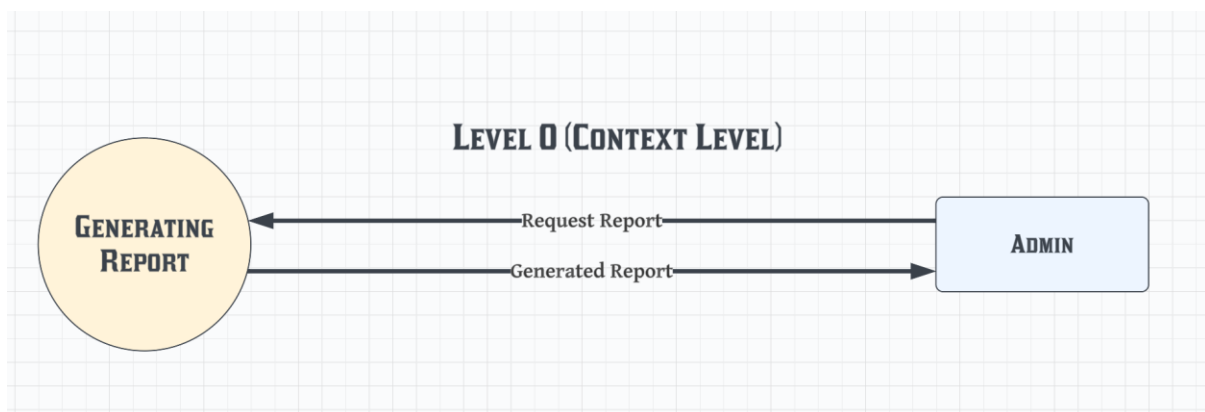 Level 0 (Context Level)
Generating
Report
Request Report
Generated Report
Admin